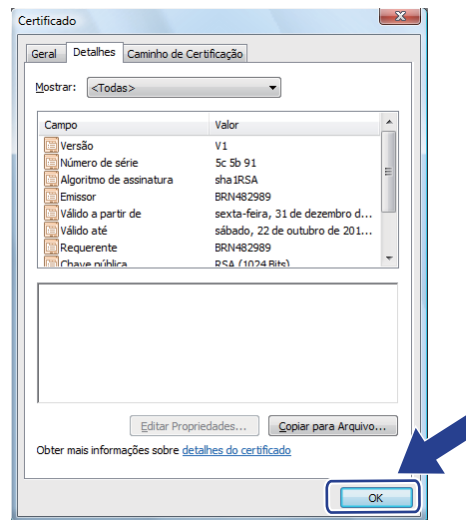 Certificado
Geral Detalhes Caminho de Certificação
Mostrar: <Todas>
Campo Valor
Versão V1
Número de série 5c 5b 91
Algoritmo de assinatura sha1RSA
Emissor BRN482989
Válido a partir de sexta-feira, 31 de dezembro d...
Válido até sábado, 22 de outubro de 201...
Requerente BRN482989
Chave pública RSA (1024 Bits)
Editar Propriedades... Copiar para Arquivo...
Obter mais informações sobre detalhes do certificado
OK